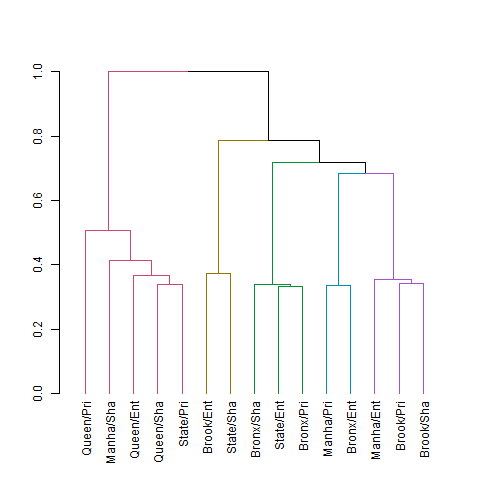 1.0
0.8
0.6
0.4
0.2
0.0
Queen/Pri
Manha/Sha
Queen/Ent
Queen/Sha
State/Pri
Brook/Ent
State/Sha
Bronx/Sha
State/Ent
Bronx/Pri
Manha/Pri
Bronx/Ent
Manha/Ent
Brook/Pri
Brook/Sha